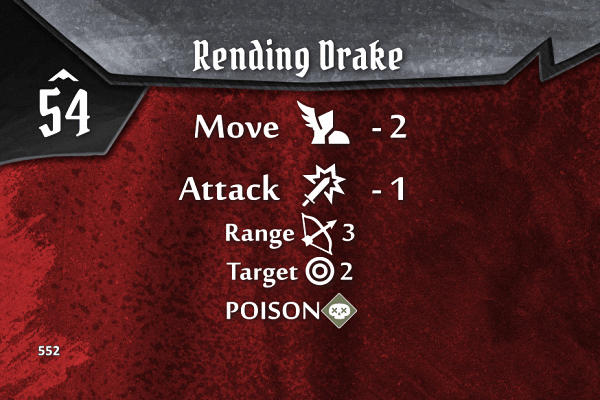 Rending Drake
54
Move - 2
Attack - 1
Range 3
Target 2
POISON
552